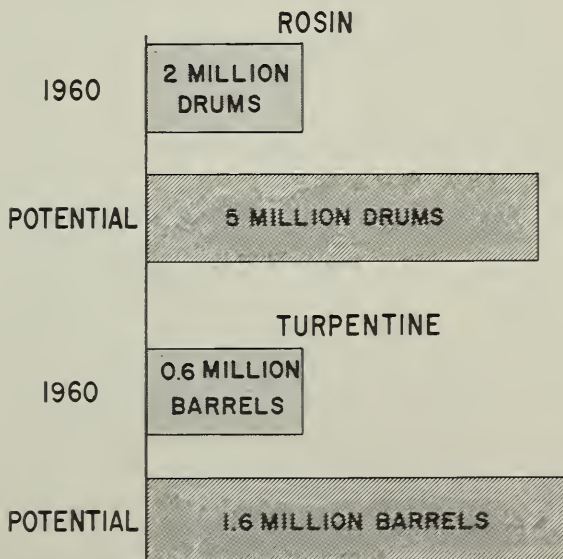 ROSIN
1960
2 MILLION
DRUMS
POTENTIAL
5 MILLION DRUMS
TURPENTINE
1960
0.6 MILLION
BARRELS
POTENTIAL
1.6 MILLION BARRELS